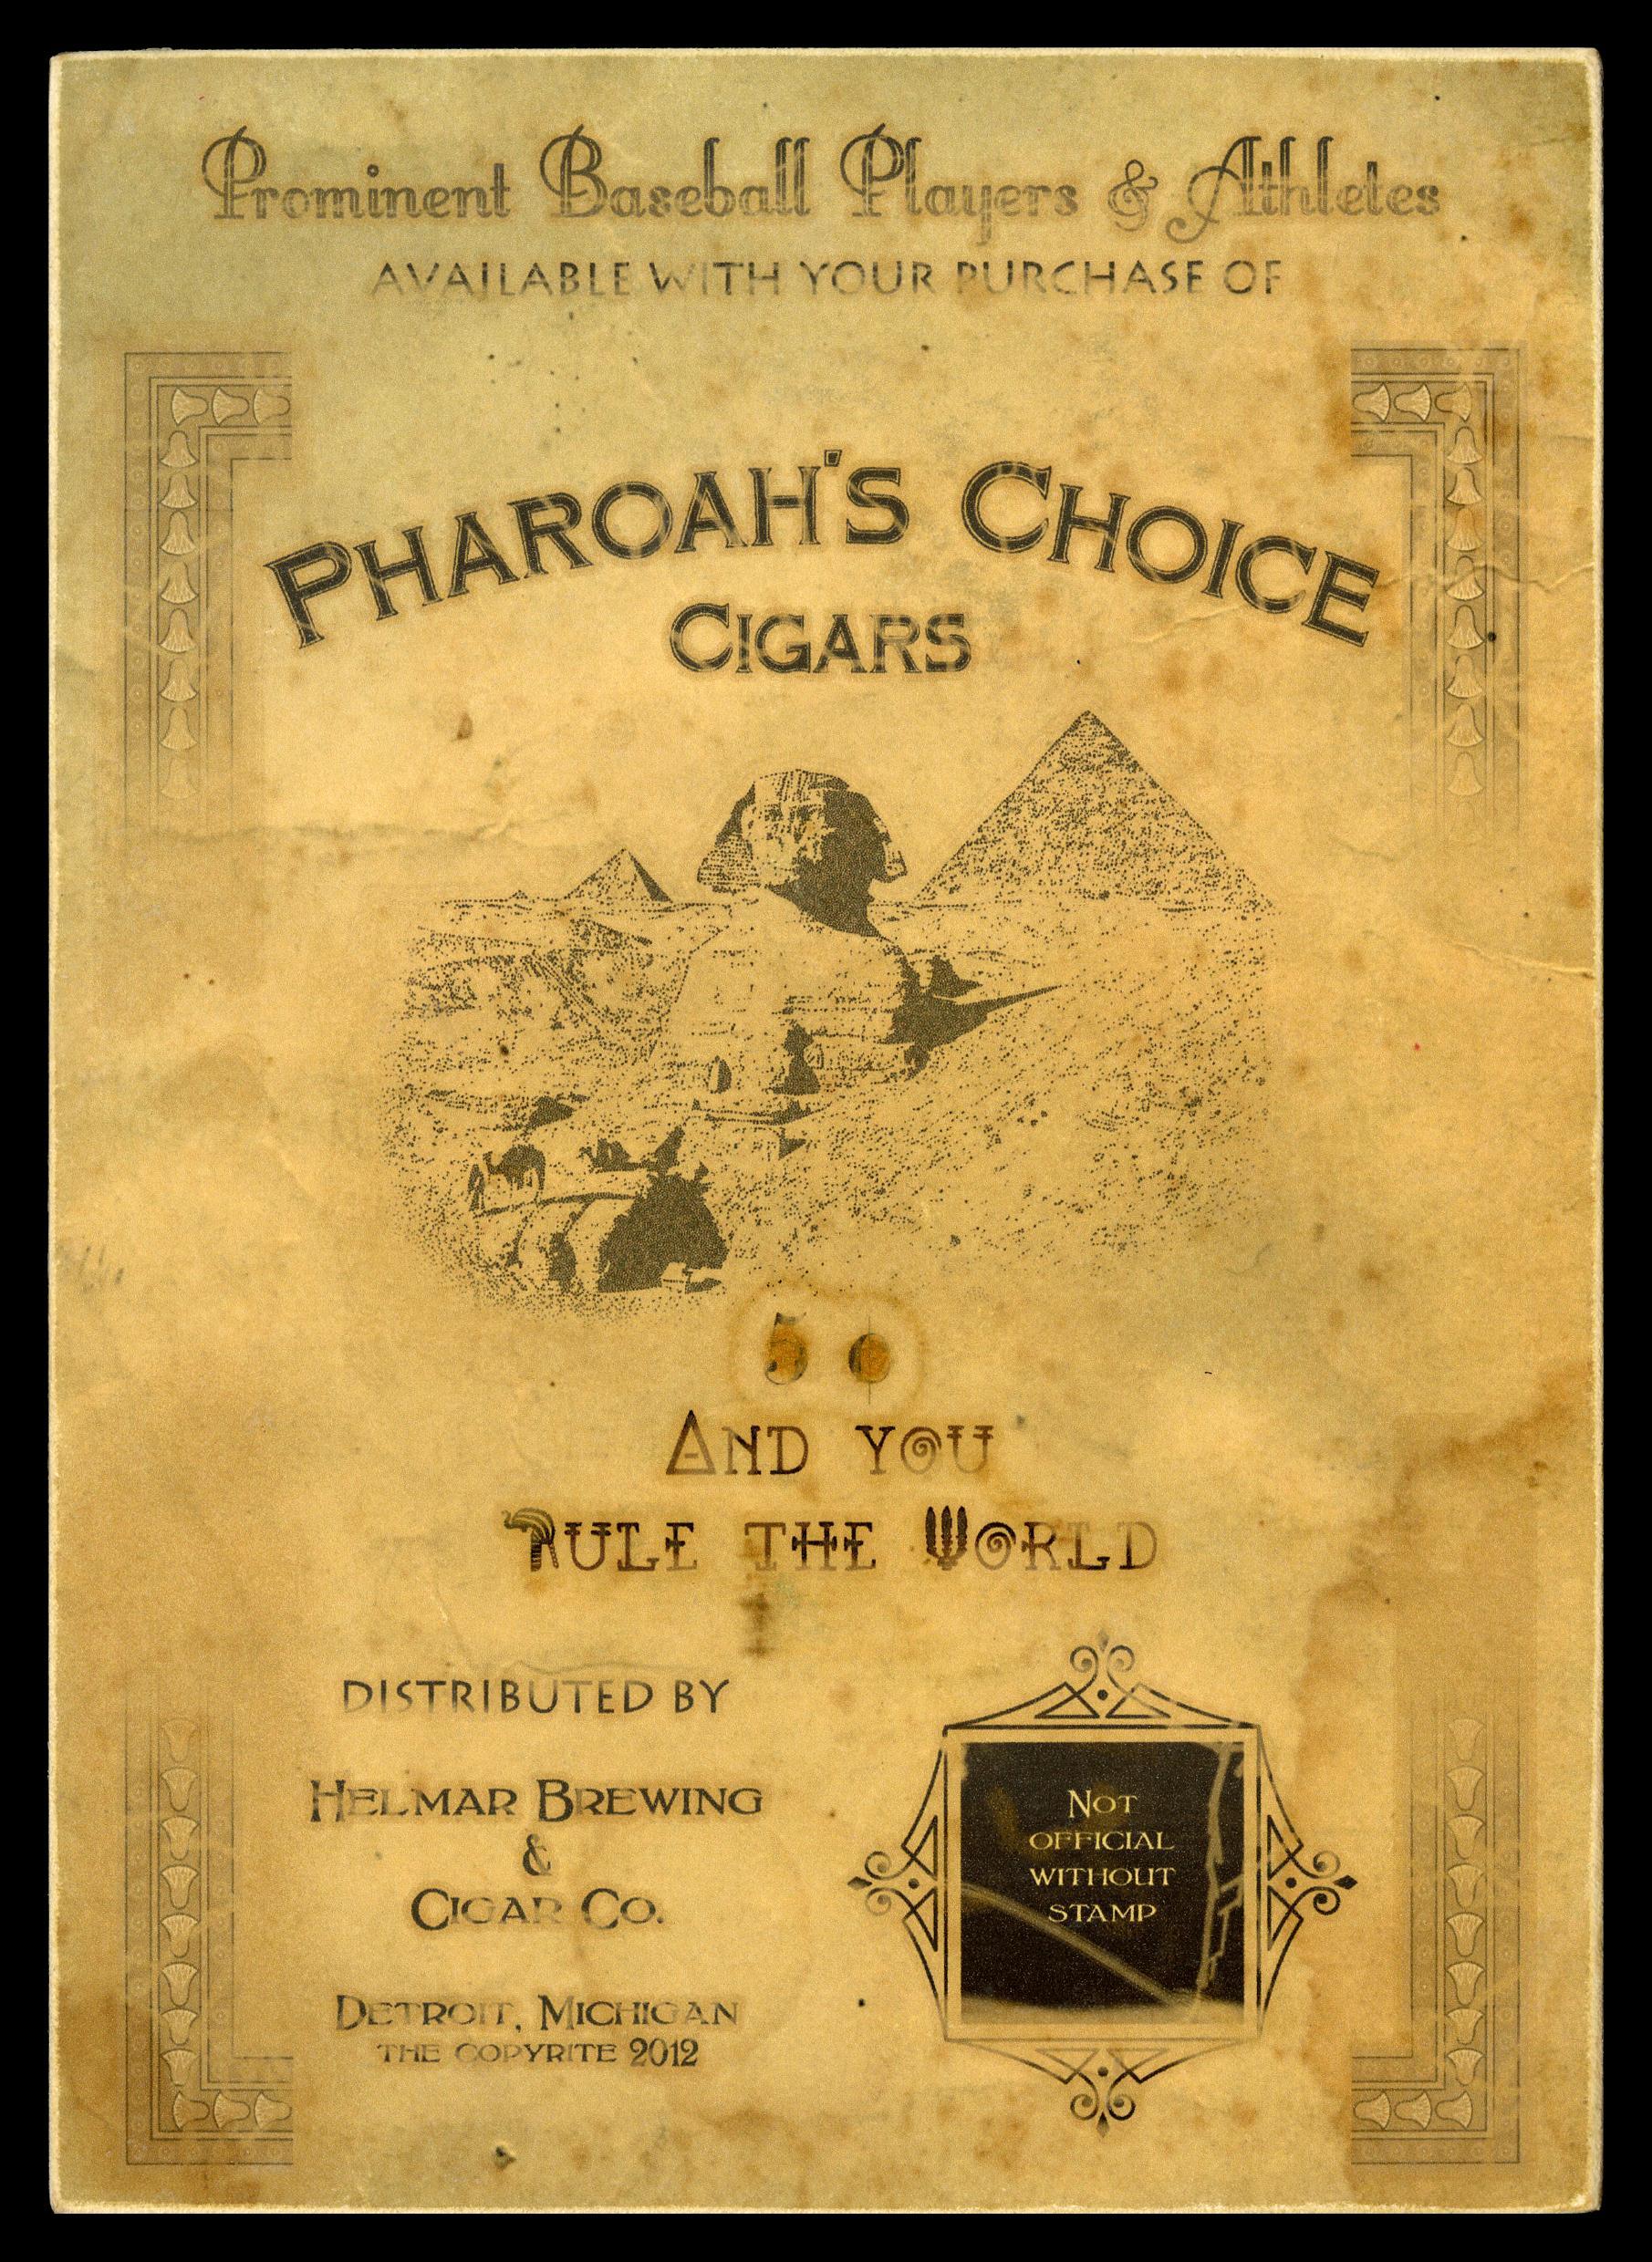 Prominent Baseball Players & Athletes
AVAILABLE WITH YOUR PURCHASE OF
PHAROAH'S CHOICE
CIGARS
5 ¢
AND YOU
RULE THE WORLD
DISTRIBUTED BY
HELMAR BREWING
&
CIGAR CO.
DETROIT, MICHIGAN
THE COPYRITE 2012
NOT
OFFICIAL
WITHOUT
STAMP